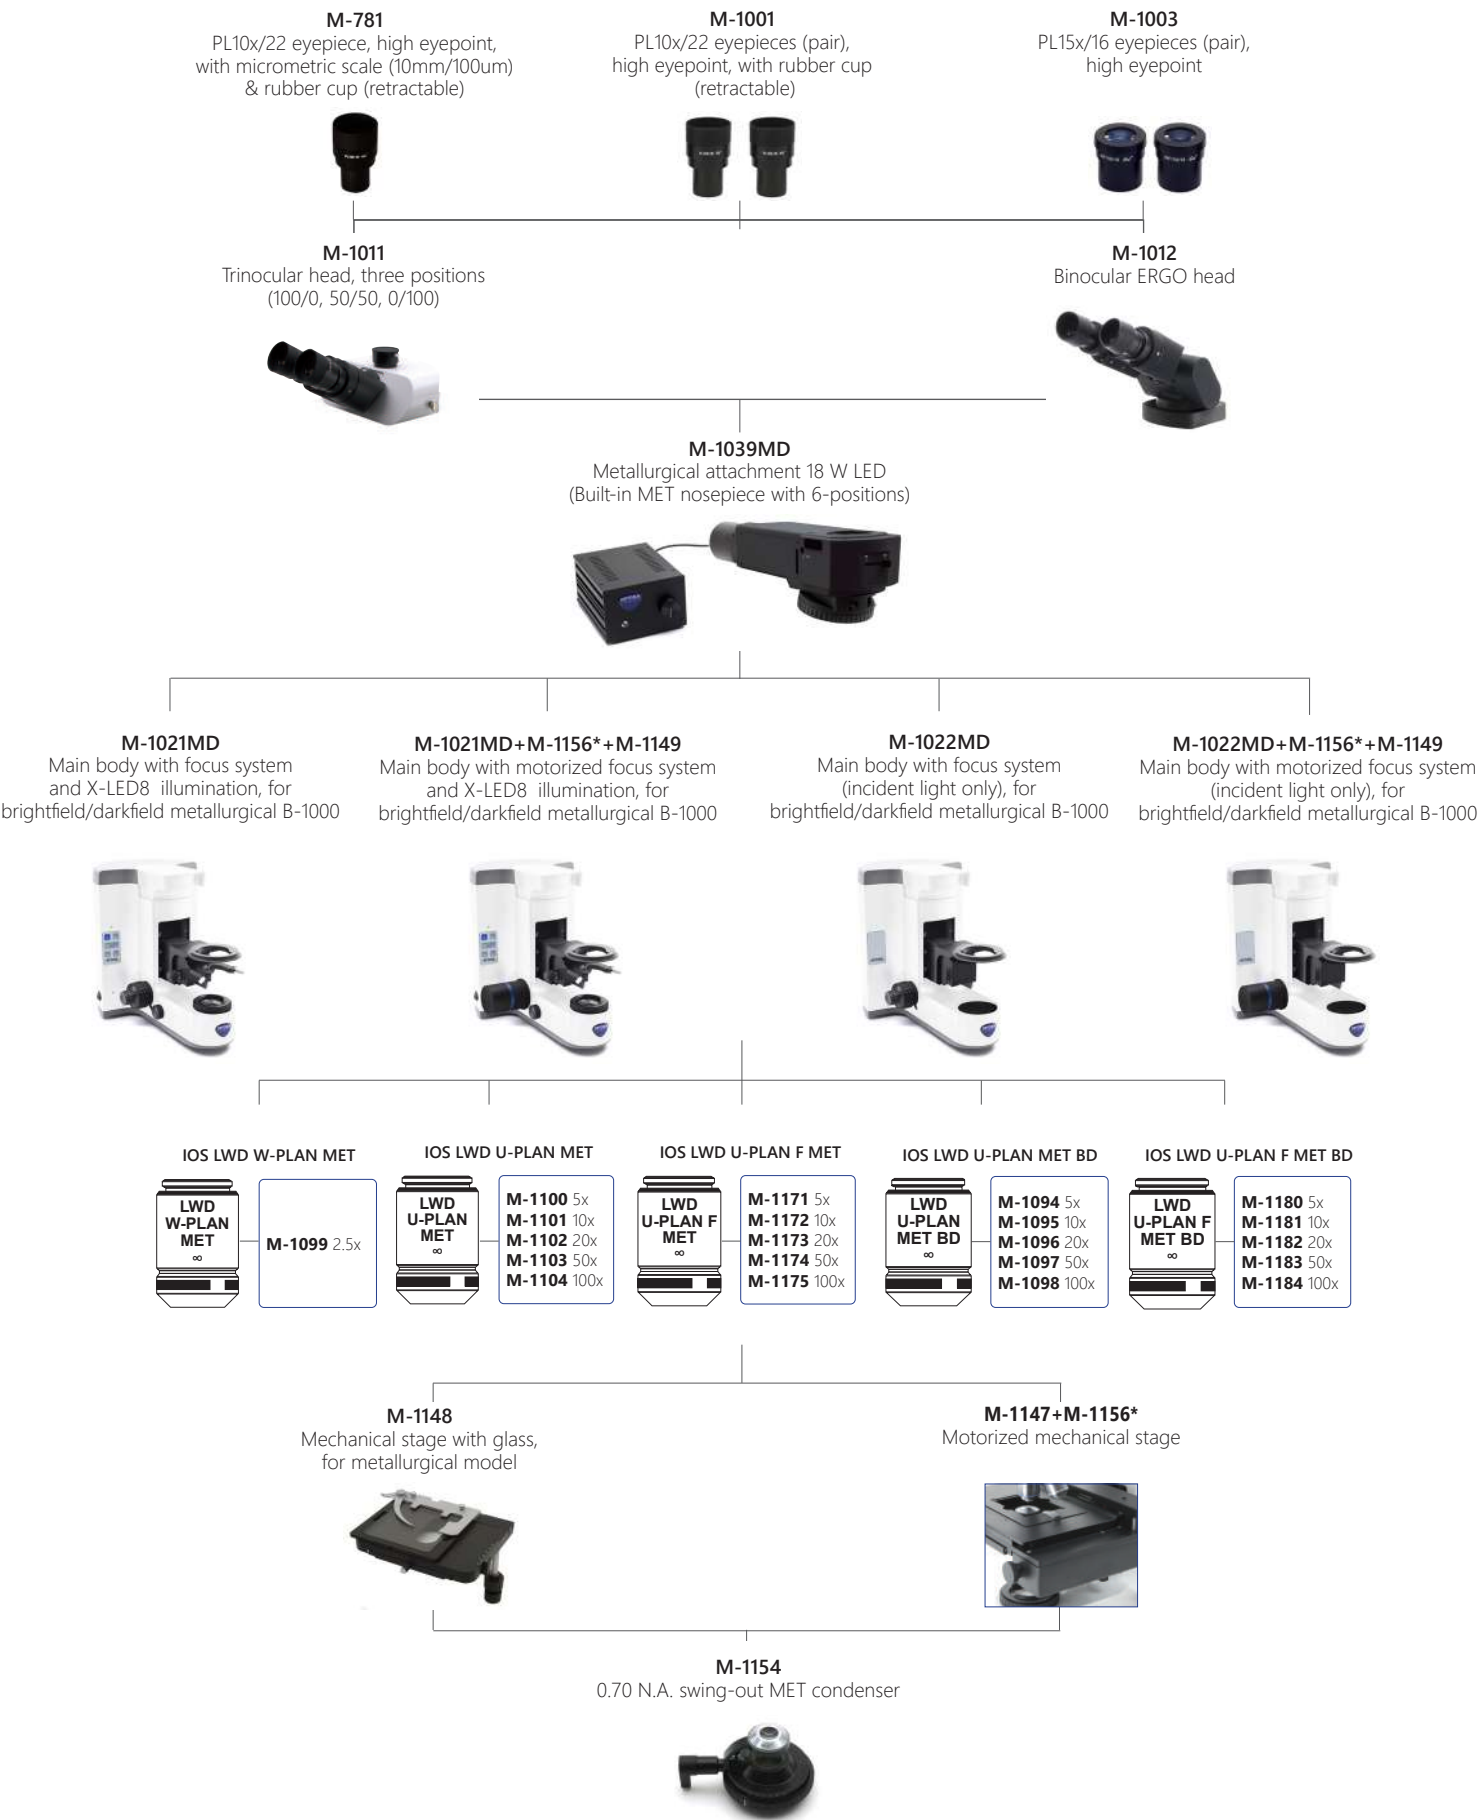 M-781
PL10x/22 eyepiece, high eyepoint,
with micrometric scale (10mm/100um)
& rubber cup (retractable)
M-1001
PL10x/22 eyepieces (pair),
high eyepoint, with rubber cup
(retractable)
M-1003
PL15x/16 eyepieces (pair),
high eyepoint
M-1011
Trinocular head, three positions
(100/0, 50/50, 0/100)
M-1012
Binocular ERGO head
M-1039MD
Metallurgical attachment 18 W LED
(Built-in MET nosepiece with 6-positions)
M-1021MD
Main body with focus system
and X-LED8 illumination, for
brightfield/darkfield metallurgical B-1000
M-1021MD+M-1156*+M-1149
Main body with motorized focus system
and X-LED8 illumination, for
brightfield/darkfield metallurgical B-1000
M-1022MD
Main body with focus system
(incident light only), for
brightfield/darkfield metallurgical B-1000
M-1022MD+M-1156*+M-1149
Main body with motorized focus system
(incident light only), for
brightfield/darkfield metallurgical B-1000
IOS LWD W-PLAN MET
LWD
W-PLAN
MET
∞
M-1099 2.5x
IOS LWD U-PLAN MET
LWD
U-PLAN
MET
∞
M-1100 5x
M-1101 10x
M-1102 20x
M-1103 50x
M-1104 100x
IOS LWD U-PLAN F MET
LWD
U-PLAN F
MET
∞
M-1171 5x
M-1172 10x
M-1173 20x
M-1174 50x
M-1175 100x
IOS LWD U-PLAN MET BD
LWD
U-PLAN
MET BD
∞
M-1094 5x
M-1095 10x
M-1096 20x
M-1097 50x
M-1098 100x
IOS LWD U-PLAN F MET BD
LWD
U-PLAN F
MET BD
∞
M-1180 5x
M-1181 10x
M-1182 20x
M-1183 50x
M-1184 100x
M-1148
Mechanical stage with glass,
for metallurgical model
M-1147+M-1156*
Motorized mechanical stage
M-1154
0.70 N.A. swing-out MET condenser